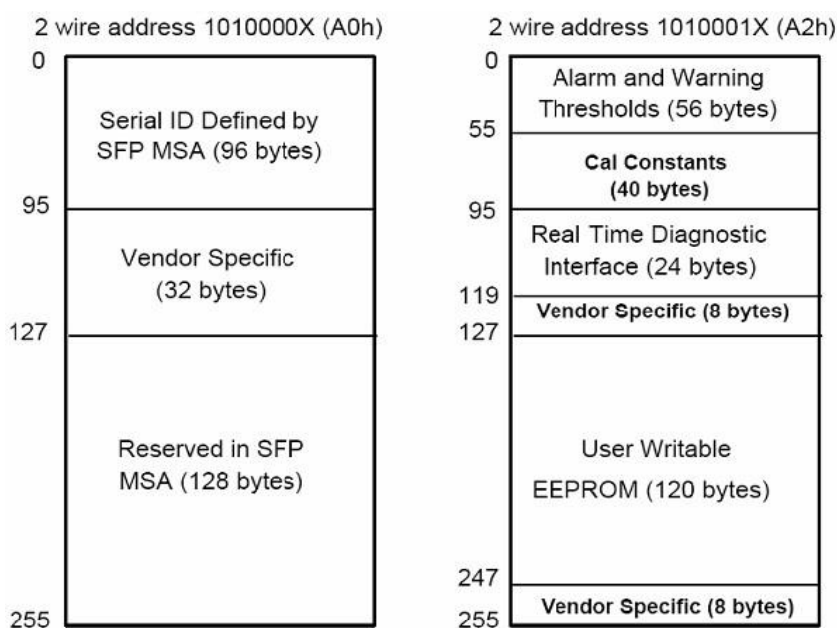 2 wire address 1010000X (A0h)
0
Serial ID Defined by
SFP MSA (96 bytes)
95
Vendor Specific
(32 bytes)
127
Reserved in SFP
MSA (128 bytes)
255
2 wire address 1010001X (A2h)
0
Alarm and Warning
Thresholds (56 bytes)
55
Cal Constants
(40 bytes)
95
Real Time Diagnostic
Interface (24 bytes)
119
Vendor Specific (8 bytes)
127
User Writable
EEPROM (120 bytes)
247
Vendor Specific (8 bytes)
255